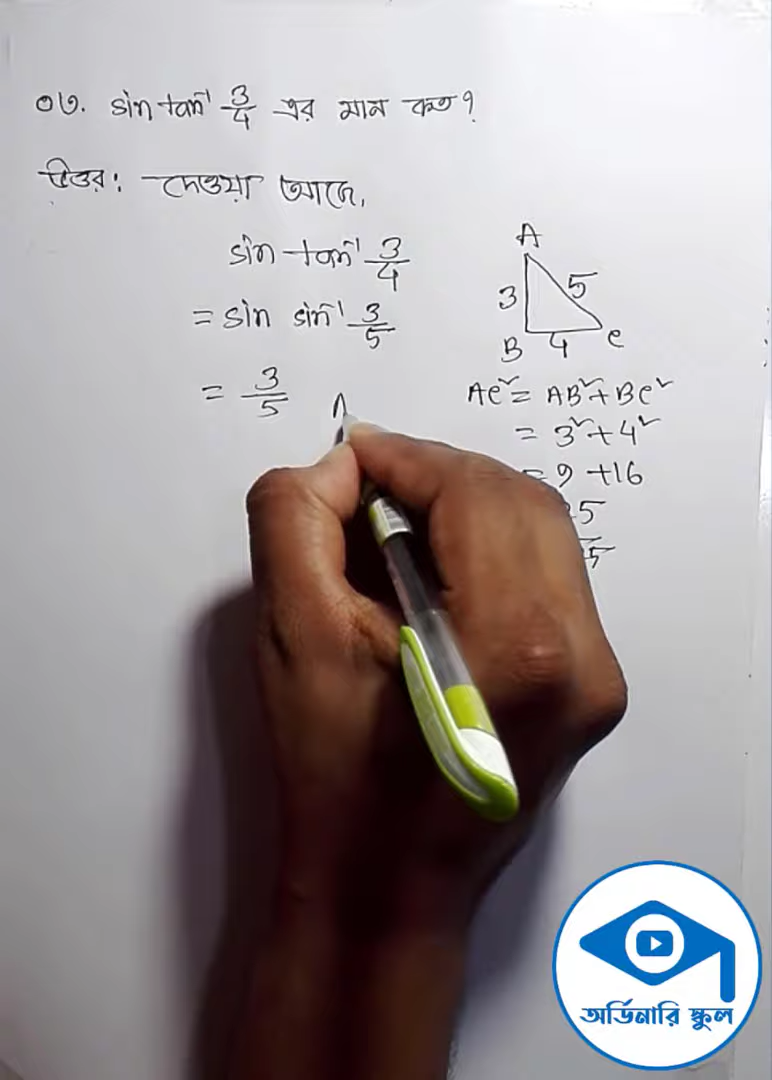 ০৩. sin tan⁻¹ 3/4 এর মান কত?
উত্তর: দেওয়া আছে,
sin tan⁻¹ 3/4
= sin sin⁻¹ 3/5
= 3/5
A
3 5
B 4 C
AC² = AB² + BC²
= 3² + 4²
= 9 + 16
অর্ডিনারি স্কুল